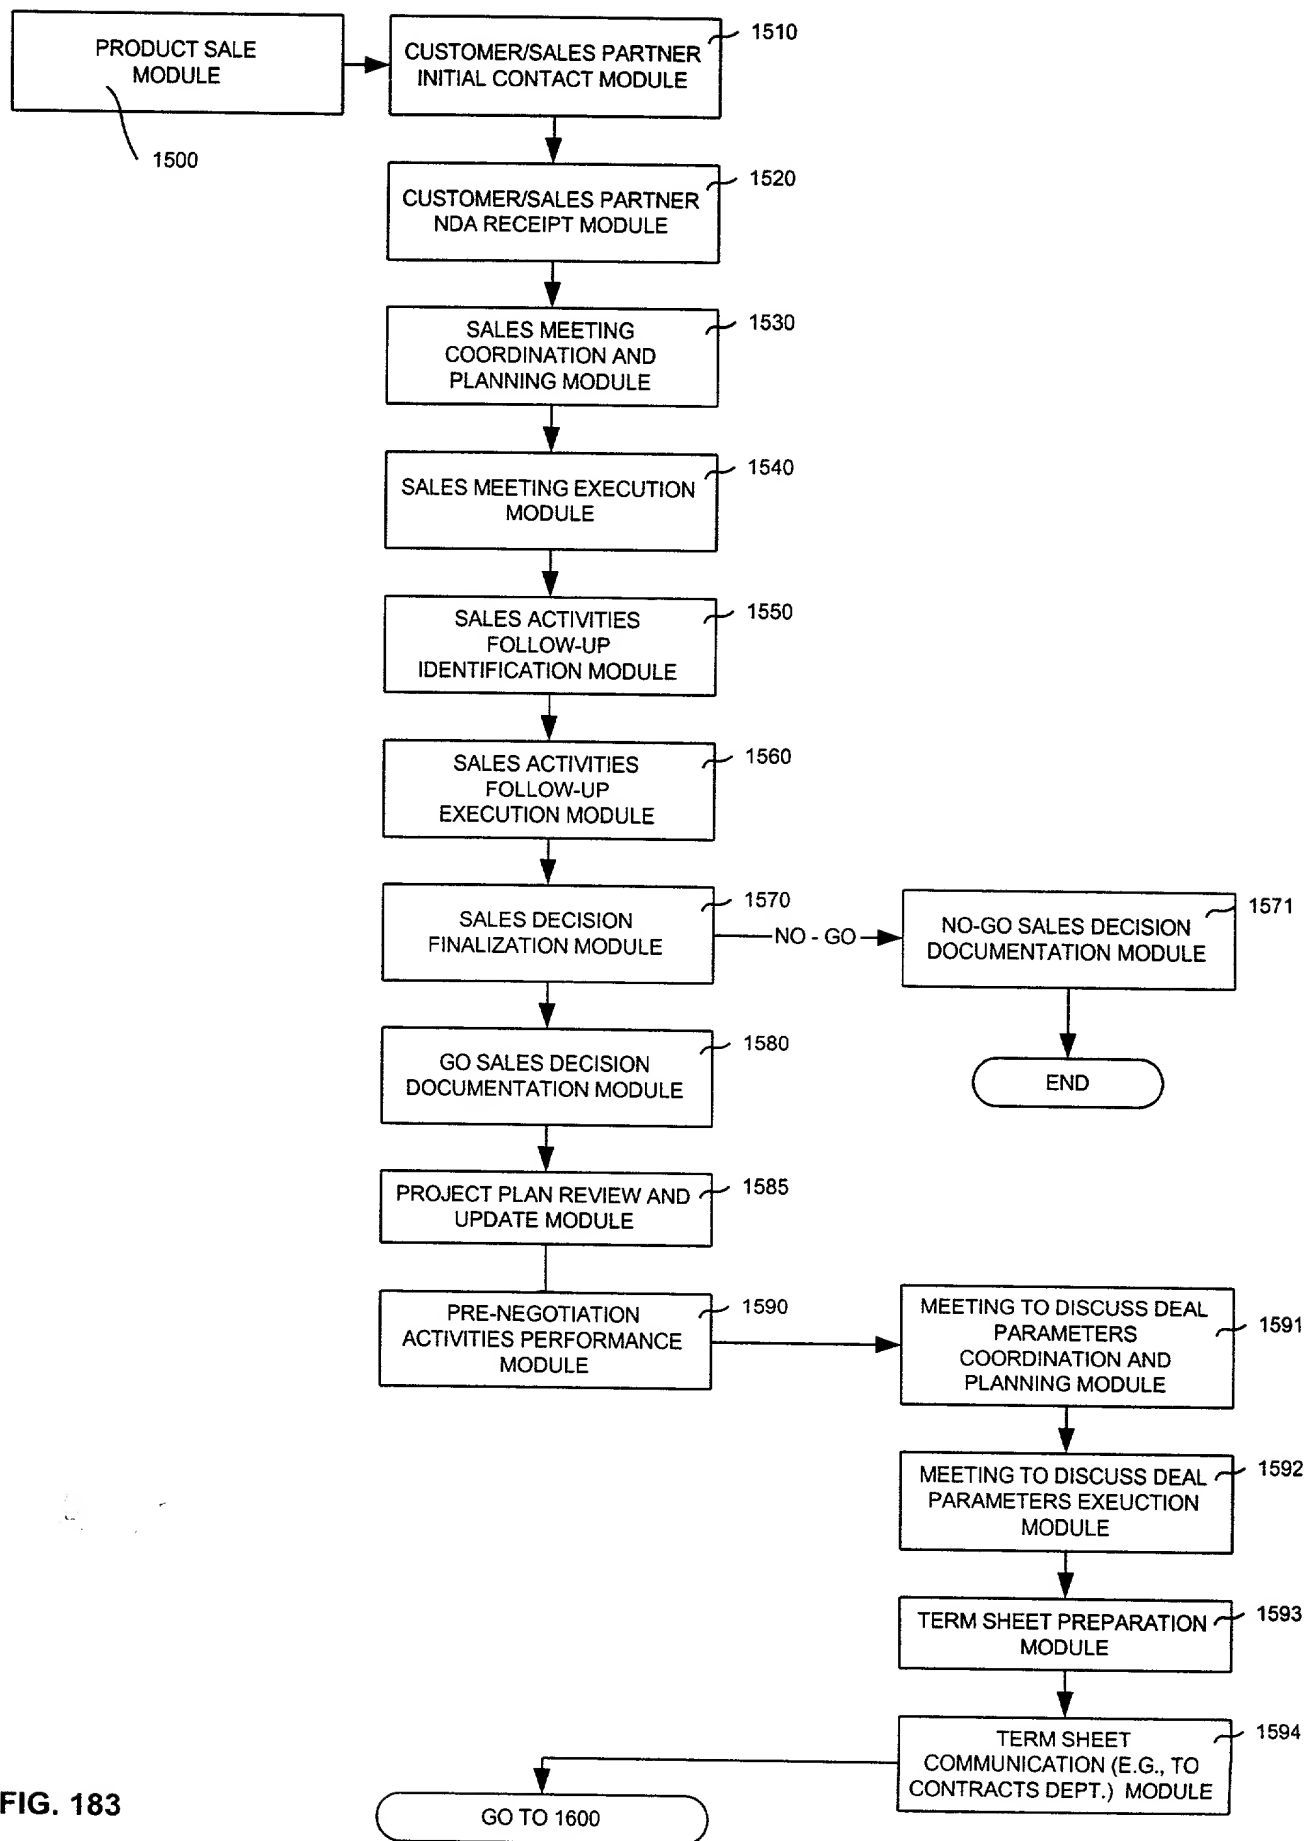 PRODUCT SALE
MODULE
1500
CUSTOMER/SALES PARTNER
INITIAL CONTACT MODULE
1510
CUSTOMER/SALES PARTNER
NDA RECEIPT MODULE
1520
SALES MEETING
COORDINATION AND
PLANNING MODULE
1530
SALES MEETING EXECUTION
MODULE
1540
SALES ACTIVITIES
FOLLOW-UP
IDENTIFICATION MODULE
1550
SALES ACTIVITIES
FOLLOW-UP
EXECUTION MODULE
1560
SALES DECISION
FINALIZATION MODULE
1570
NO - GO
NO-GO SALES DECISION
DOCUMENTATION MODULE
1571
END
GO SALES DECISION
DOCUMENTATION MODULE
1580
PROJECT PLAN REVIEW AND
UPDATE MODULE
1585
PRE-NEGOTIATION
ACTIVITIES PERFORMANCE
MODULE
1590
MEETING TO DISCUSS DEAL
PARAMETERS
COORDINATION AND
PLANNING MODULE
1591
MEETING TO DISCUSS DEAL
PARAMETERS EXEUCTION
MODULE
1592
TERM SHEET PREPARATION
MODULE
1593
TERM SHEET
COMMUNICATION (E.G., TO
CONTRACTS DEPT.) MODULE
1594
GO TO 1600
FIG. 183